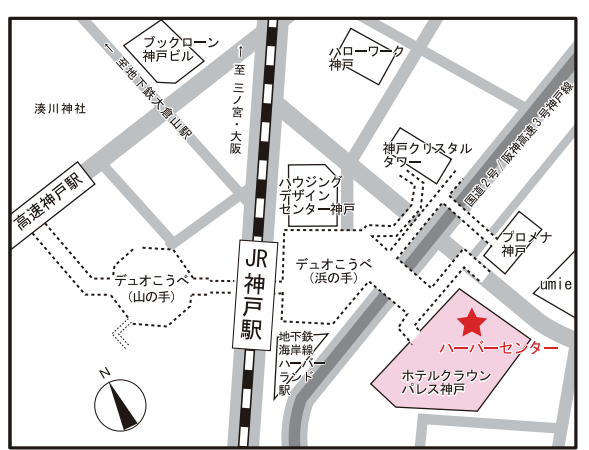 ブックローン
神戸ビル
← 至地下鉄大倉山駅
← 至 三ノ宮・大阪
ハローワーク
神戸
湊川神社
神戸クリスタル
タワー
国道2号/阪神高速3号神戸線
高速神戸駅
ハウジング
デザイン
センター神戸
プロメナ
神戸
umie
デュオこうべ
(山の手)
JR神戸駅
デュオこうべ
(浜の手)
地下鉄
海岸線
ハーバー
ランド
駅
ハーバーセンター
ホテルクラウン
パレス神戸
N